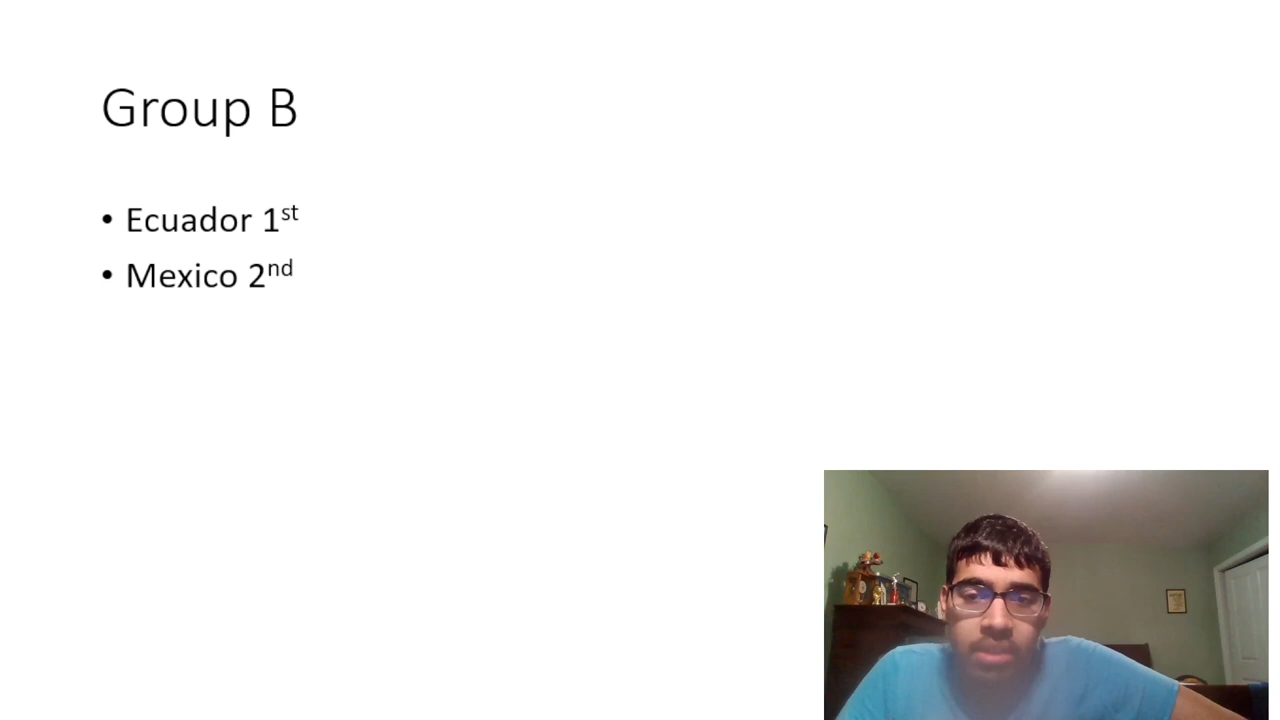 Group B
• Ecuador 1st
• Mexico 2nd